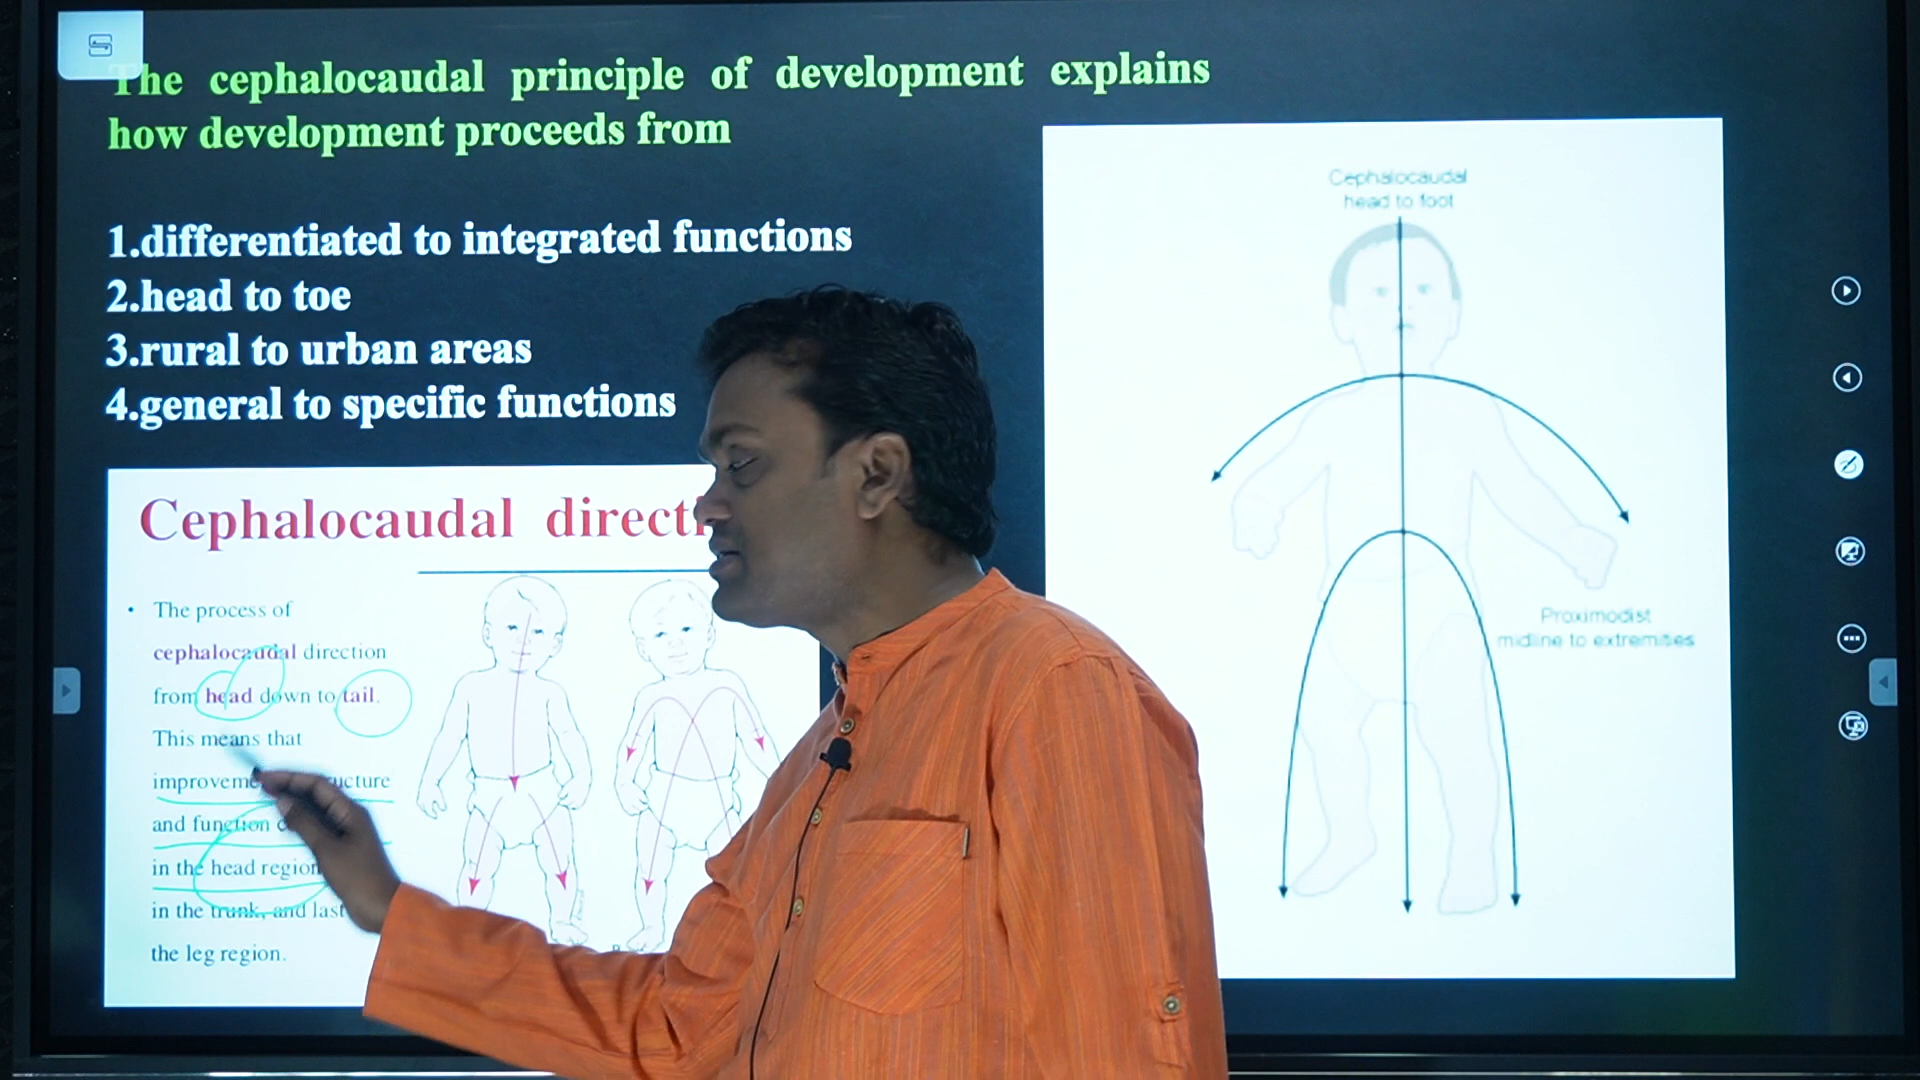 The cephalocaudal principle of development explains
how development proceeds from
1.differentiated to integrated functions
2.head to toe
3.rural to urban areas
4.general to specific functions
Cephalocaudal
• The process of
cephalocaudal direction
from head down to tail.
This means that
and function
in the head region
in the trunk, and last
the leg region.
Cephalocaudal
head to foot
Proximodist
midline to extremities